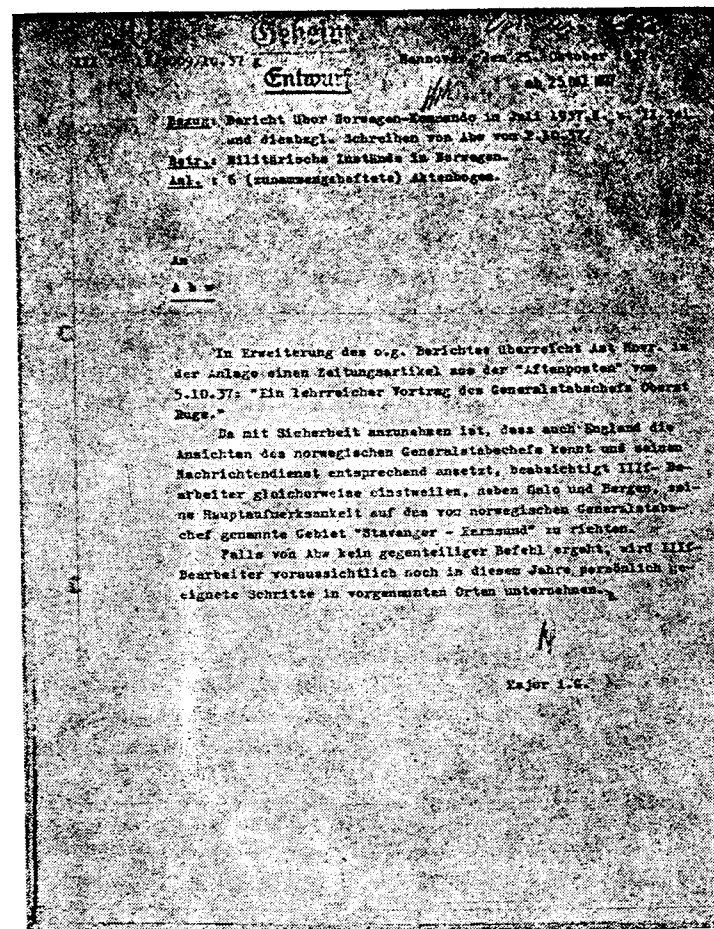 Geheim
Hannover, den 25. Oktober
Entwurf
Bezug: Bericht über Norwegen-Kommando im Juli 1937
und diesbzgl. Schreiben von Abw vom 2.10.37.
Betr.: Militärische Zustände in Norwegen.
Anl. : 6 (zusammengeheftete) Aktenbogen.
An
A b w
In Erweiterung des o.g. Berichtes überreicht Ast Hnvr. in
der Anlage einen Zeitungsartikel aus der "Aftenposten" vom
5.10.37: "Ein lehrreicher Vortrag des Generalstabschefs Oberst
Ruge."
Da mit Sicherheit anzunehmen ist, dass auch England die
Ansichten des norwegischen Generalstabschefs kennt und seinen
Nachrichtendienst entsprechend ansetzt, beabsichtigt IIIf- Be-
arbeiter gleicherweise einstweilen, neben Oslo und Bergen, sei-
ne Hauptaufmerksamkeit auf das vom norwegischen Generalstabs-
chef genannte Gebiet "Stavanger - Karmsund" zu richten.
Falls von Abw kein gegenteiliger Befehl ergeht, wird IIIf-
Bearbeiter voraussichtlich noch in diesem Jahre persönlich ge-
eignete Schritte in vorgenannten Orten unternehmen.
Major i.G.